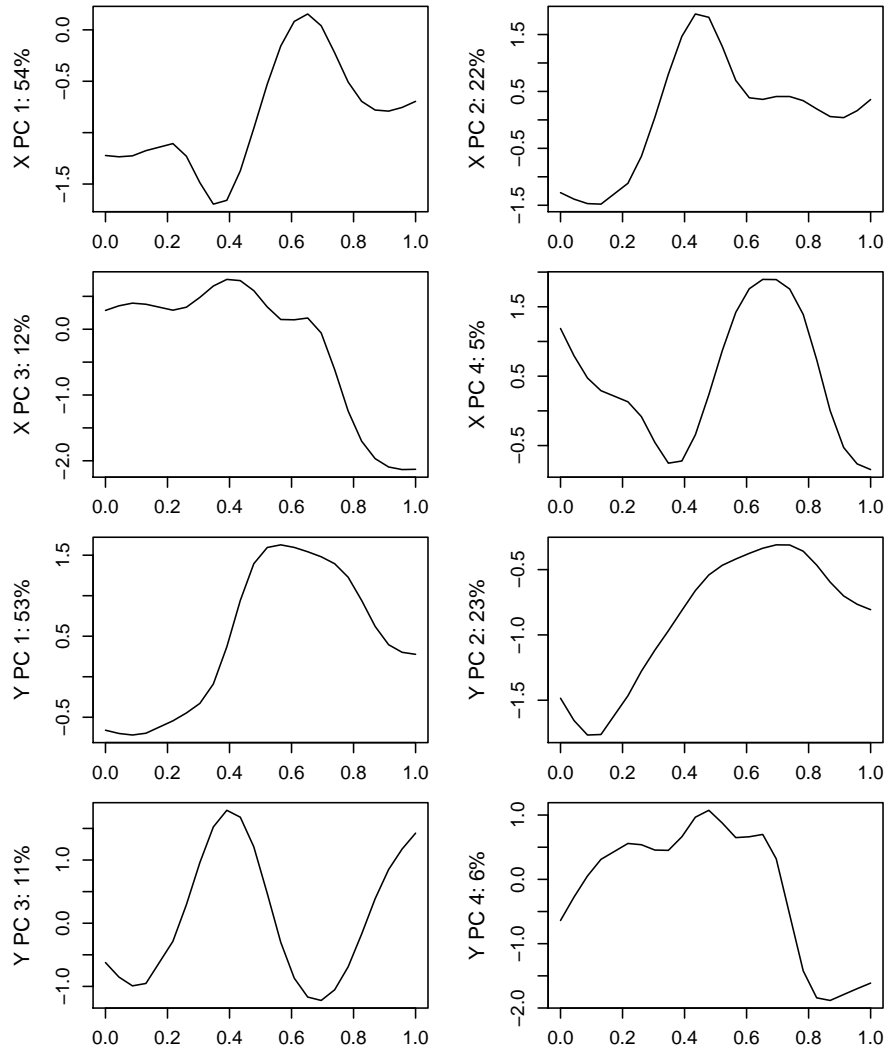 X PC 1: 54%
−1.5 −0.5 0.0
0.0 0.2 0.4 0.6 0.8 1.0
X PC 2: 22%
−1.5 −0.5 0.5 1.5
0.0 0.2 0.4 0.6 0.8 1.0
X PC 3: 12%
−2.0 −1.0 0.0
0.0 0.2 0.4 0.6 0.8 1.0
X PC 4: 5%
−0.5 0.5 1.5
0.0 0.2 0.4 0.6 0.8 1.0
Y PC 1: 53%
−0.5 0.5 1.5
0.0 0.2 0.4 0.6 0.8 1.0
Y PC 2: 23%
−1.5 −1.0 −0.5
0.0 0.2 0.4 0.6 0.8 1.0
Y PC 3: 11%
−1.0 0.0 1.0
0.0 0.2 0.4 0.6 0.8 1.0
Y PC 4: 6%
−2.0 −1.0 0.0 1.0
0.0 0.2 0.4 0.6 0.8 1.0